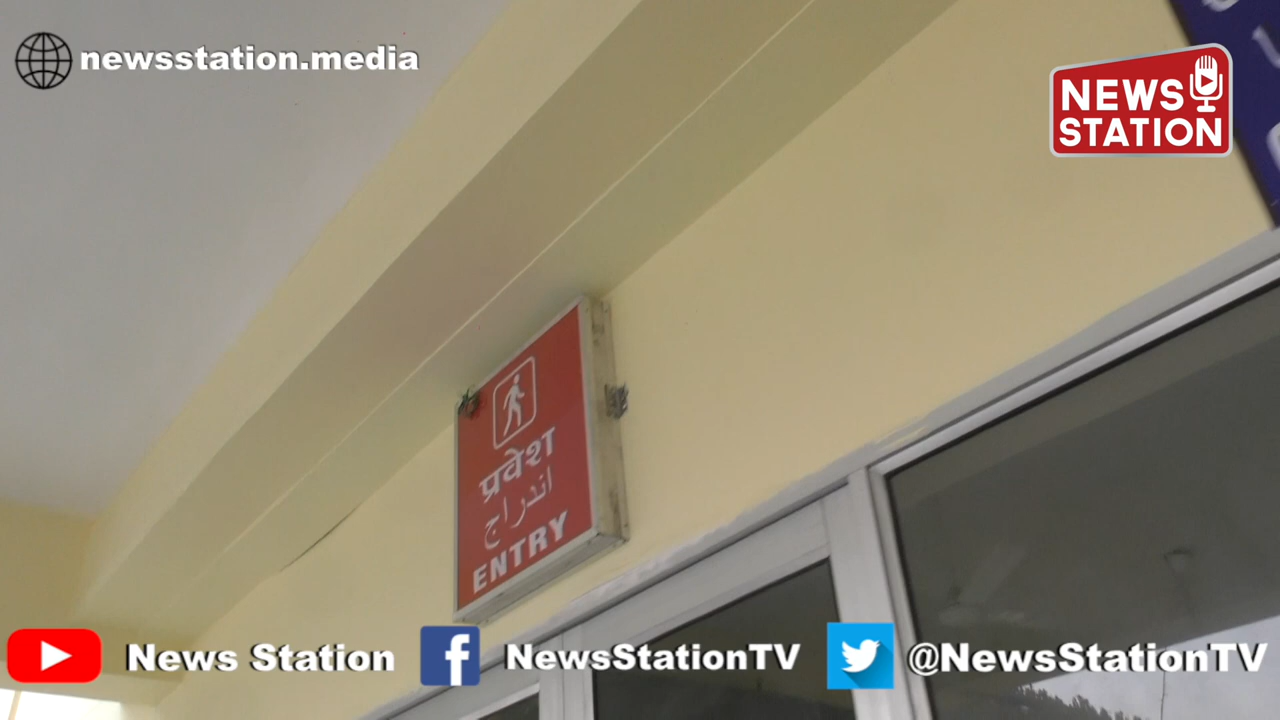 newsstation.media
NEWS
STATION
प्रवेश
اندراج
ENTRY
News Station
NewsStationTV
@NewsStationTV